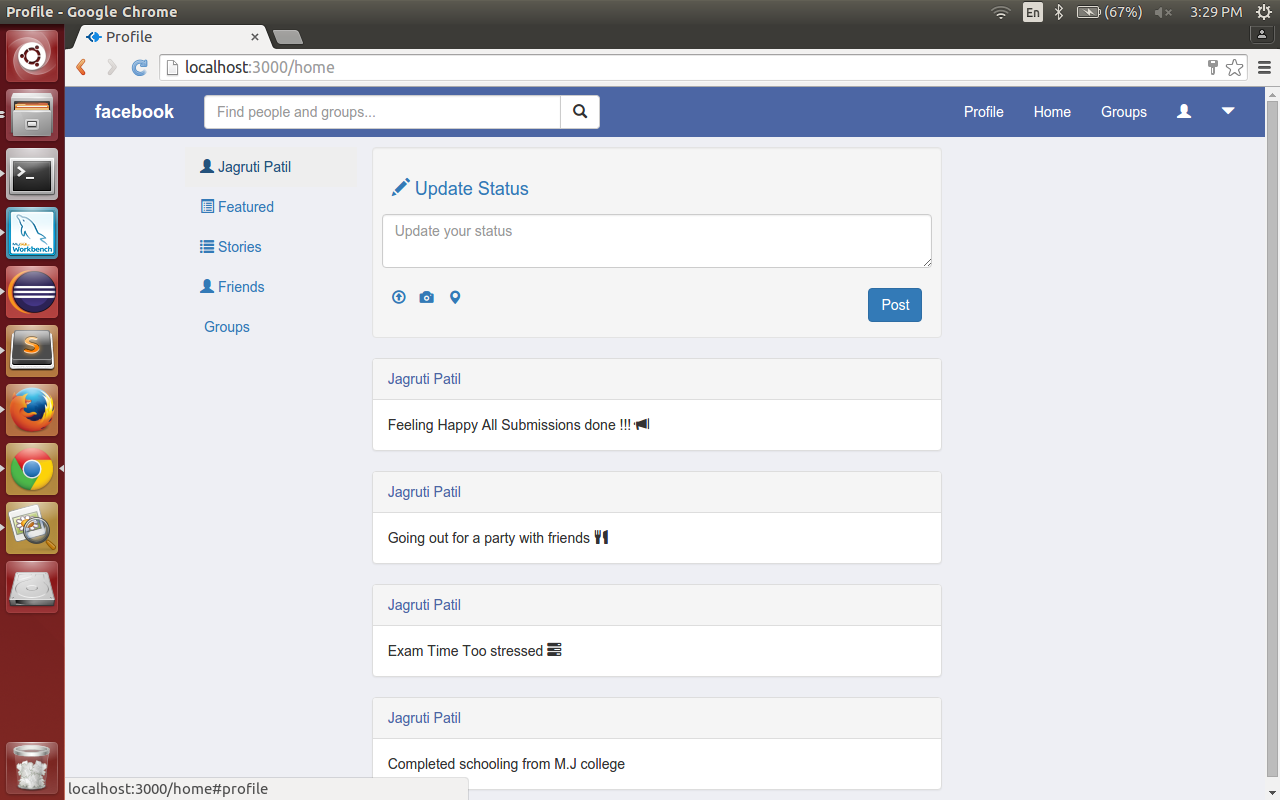 Profile - Google Chrome
En
(67%)
3:29 PM
Profile
localhost:3000/home
facebook
Find people and groups...
Profile
Home
Groups
Jagruti Patil
Featured
Stories
Friends
Groups
Update Status
Update your status
Post
Jagruti Patil
Feeling Happy All Submissions done !!!
Jagruti Patil
Going out for a party with friends
Jagruti Patil
Exam Time Too stressed
Jagruti Patil
Completed schooling from M.J college
Workbench
S
localhost:3000/home#profile